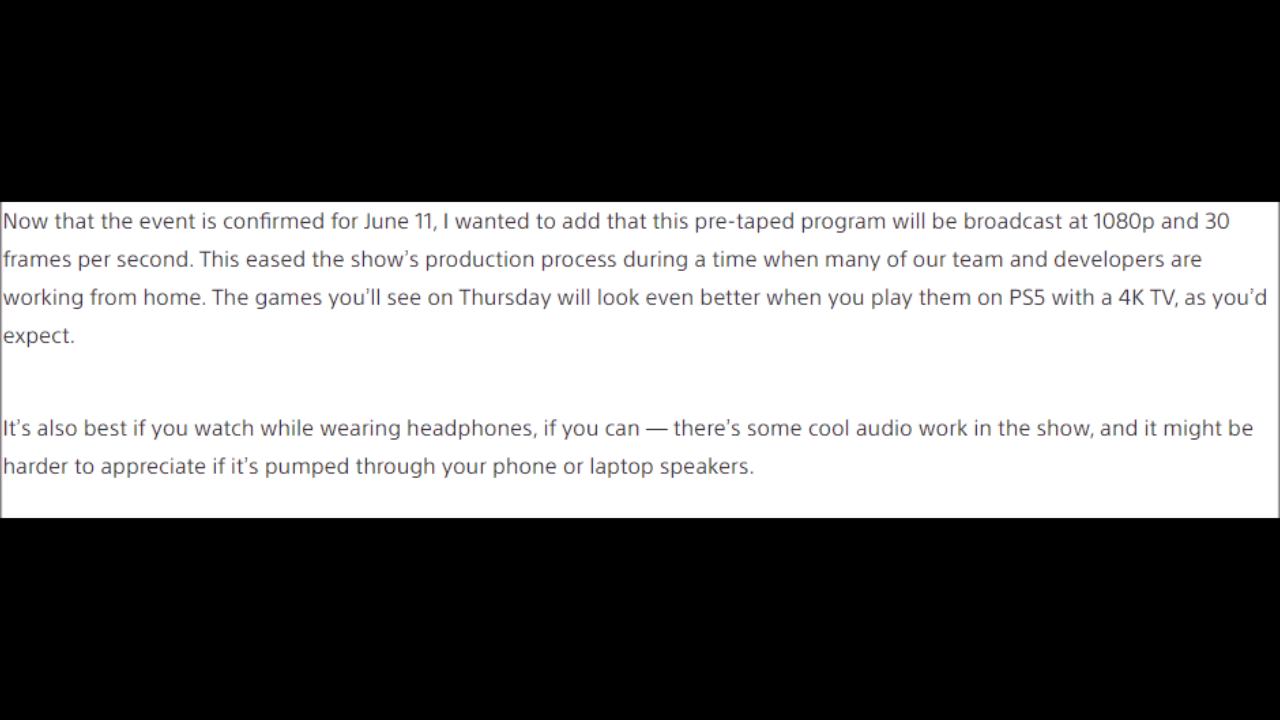 Now that the event is confirmed for June 11, I wanted to add that this pre-taped program will be broadcast at 1080p and 30
frames per second. This eased the show’s production process during a time when many of our team and developers are
working from home. The games you’ll see on Thursday will look even better when you play them on PS5 with a 4K TV, as you’d
expect.
It’s also best if you watch while wearing headphones, if you can — there’s some cool audio work in the show, and it might be
harder to appreciate if it’s pumped through your phone or laptop speakers.